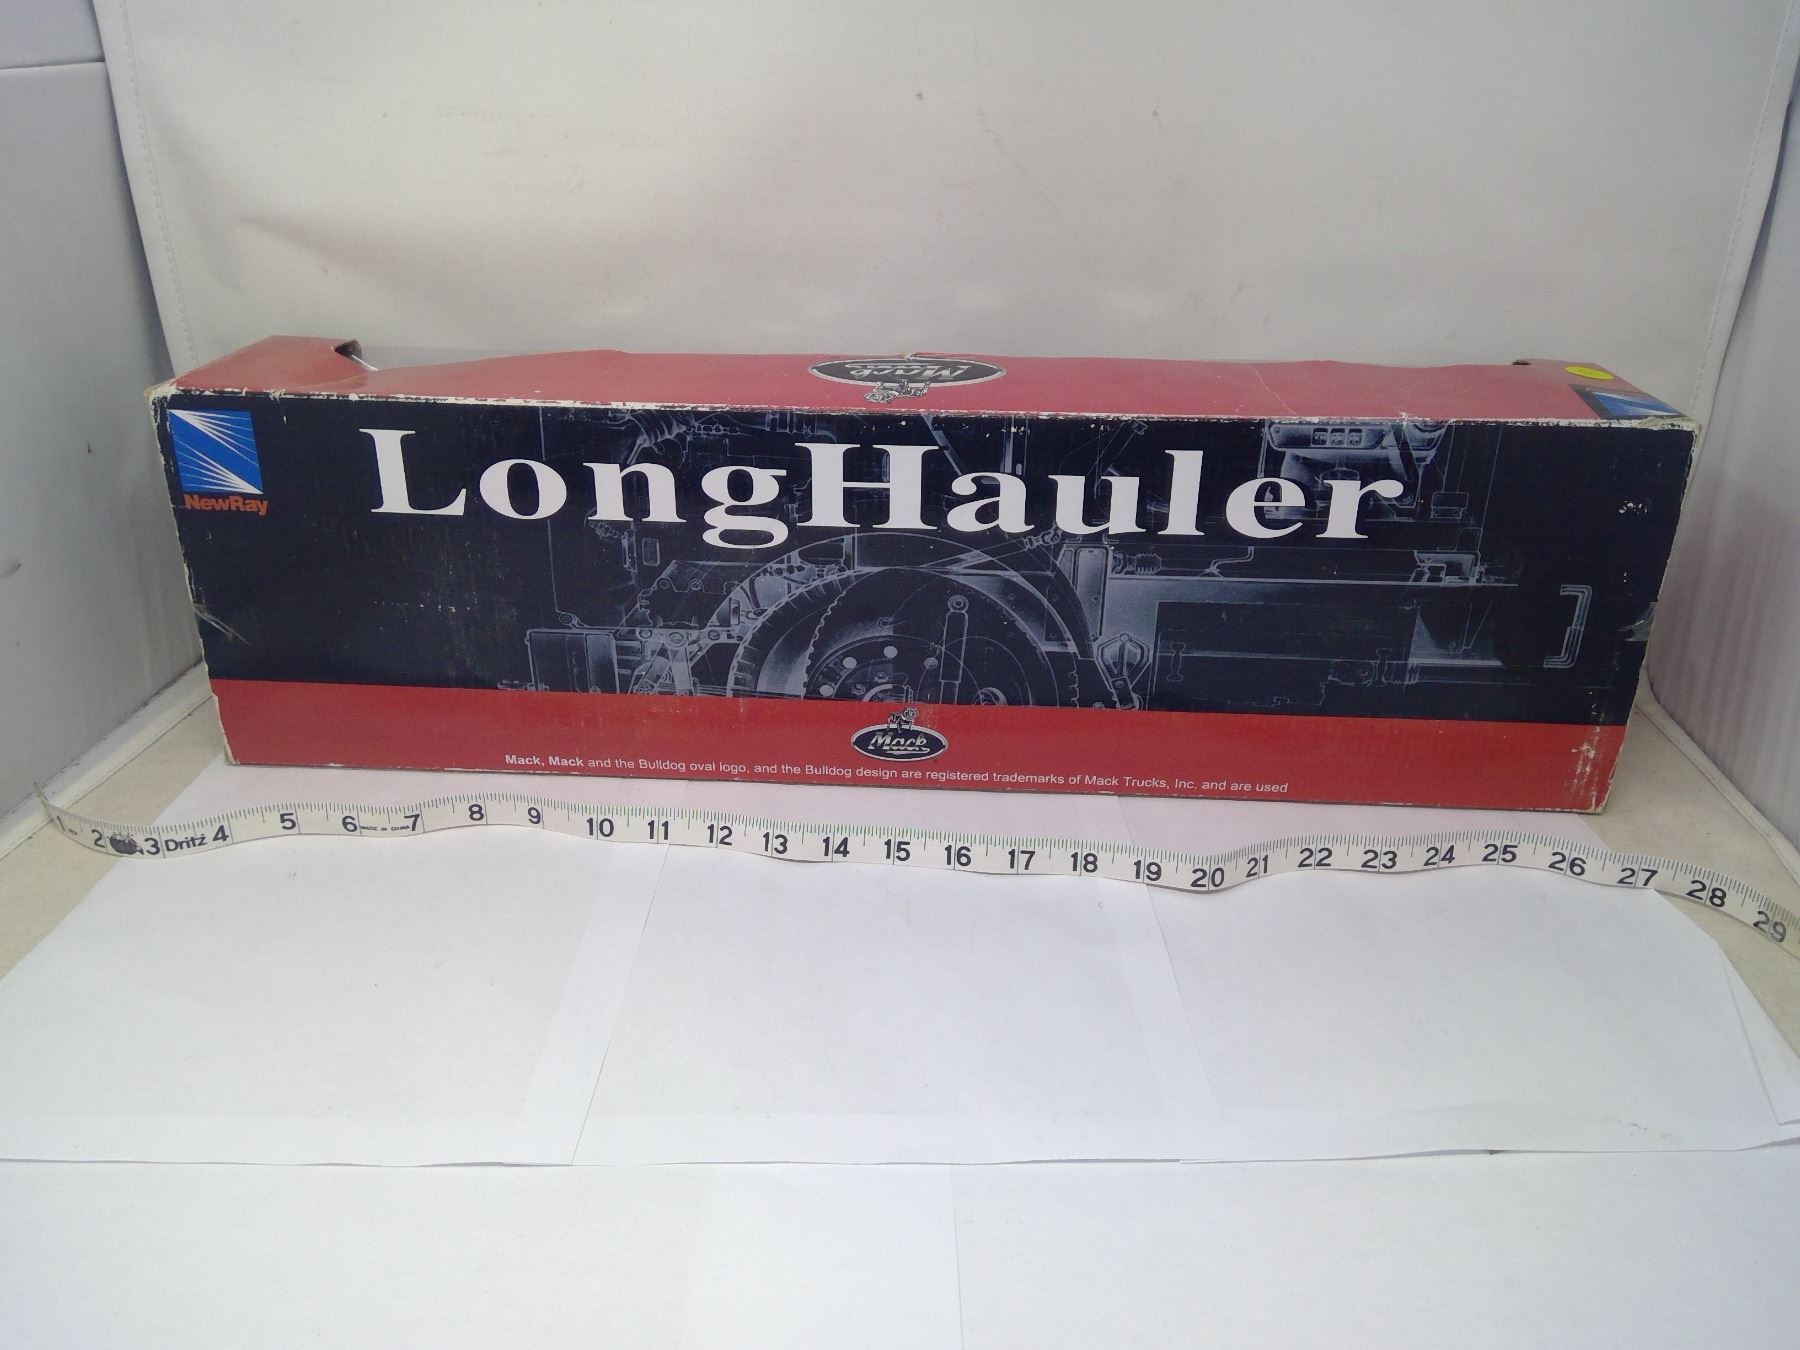 Mack
NewRay
LongHauler
Mack
Mack, Mack and the Bulldog oval logo, and the Bulldog design are registered trademarks of Mack Trucks, Inc. and are used
1 2 3 Dritz 4 5 6 MADE IN CHINA 7 8 9 10 11 12 13 14 15 16 17 18 19 20 21 22 23 24 25 26 27 28 29